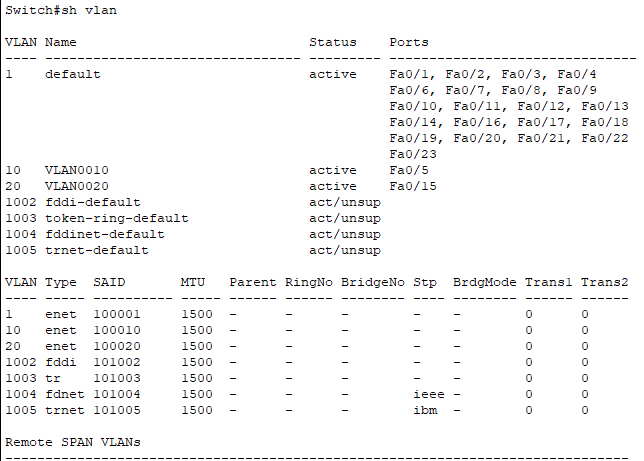 Switch#sh vlan
VLAN Name                             Status    Ports
---- -------------------------------- --------- -------------------------------
1    default                          active    Fa0/1, Fa0/2, Fa0/3, Fa0/4
                                                Fa0/6, Fa0/7, Fa0/8, Fa0/9
                                                Fa0/10, Fa0/11, Fa0/12, Fa0/13
                                                Fa0/14, Fa0/16, Fa0/17, Fa0/18
                                                Fa0/19, Fa0/20, Fa0/21, Fa0/22
                                                Fa0/23
10   VLAN0010                         active    Fa0/5
20   VLAN0020                         active    Fa0/15
1002 fddi-default                     act/unsup
1003 token-ring-default               act/unsup
1004 fddinet-default                  act/unsup
1005 trnet-default                    act/unsup
VLAN Type  SAID       MTU   Parent RingNo BridgeNo Stp  BrdgMode Trans1 Trans2
---- ----- ---------- ----- ------ ------ -------- ---- -------- ------ ------
1    enet  100001     1500  -      -      -        -    -        0      0
10   enet  100010     1500  -      -      -        -    -        0      0
20   enet  100020     1500  -      -      -        -    -        0      0
1002 fddi  101002     1500  -      -      -        -    -        0      0
1003 tr    101003     1500  -      -      -        -    -        0      0
1004 fdnet 101004     1500  -      -      -        ieee -        0      0
1005 trnet 101005     1500  -      -      -        ibm  -        0      0
Remote SPAN VLANs
------------------------------------------------------------------------------